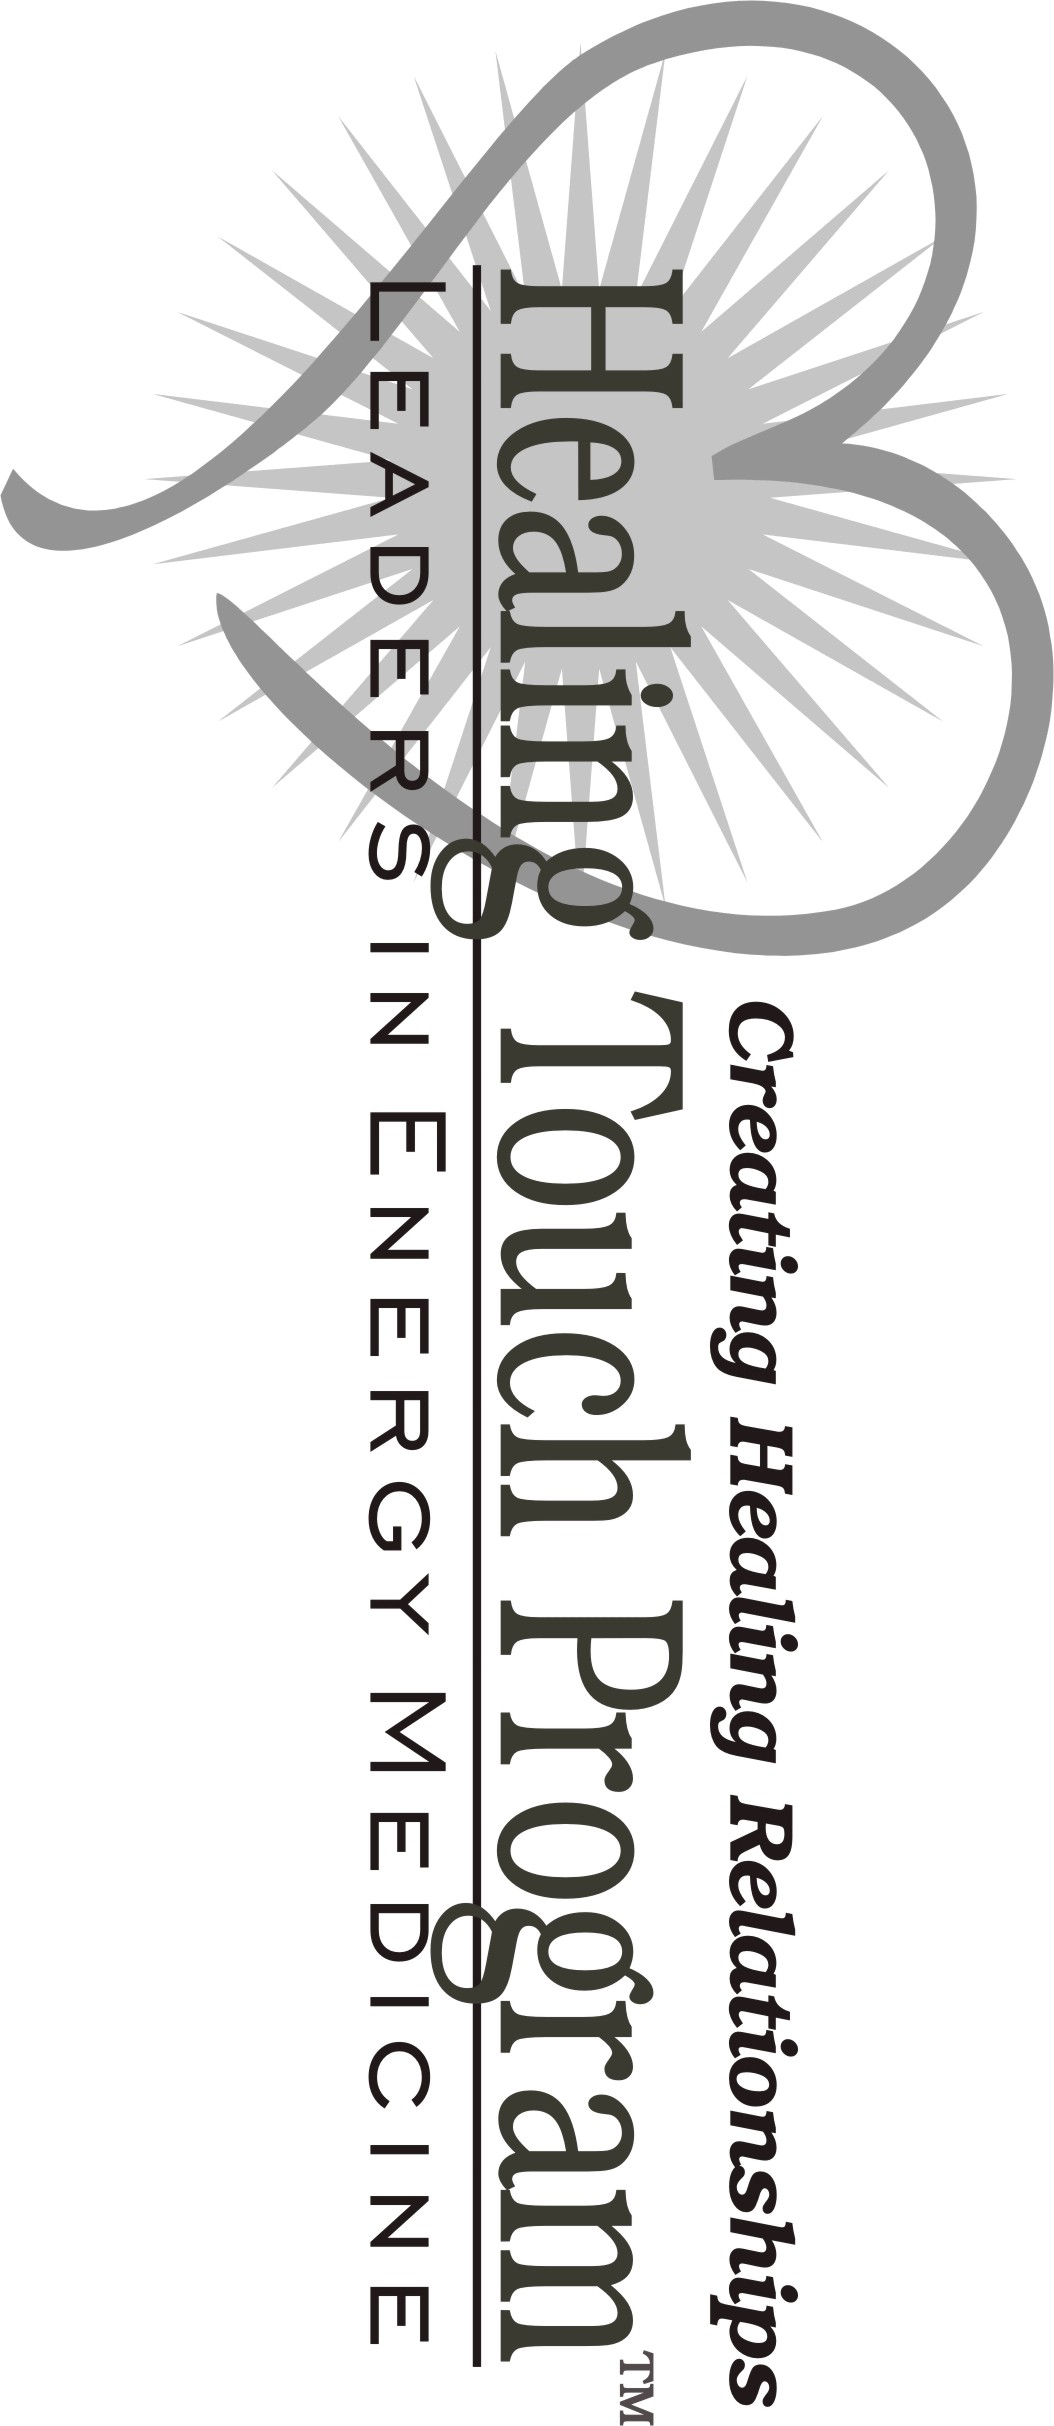 Creating Healing Relationships
Healing Touch Program™
LEADERS IN ENERGY MEDICINE